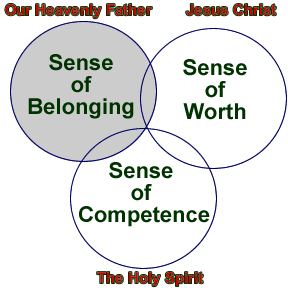 Our Heavenly Father
Jesus Christ
Sense
of
Belonging
Sense
of
Worth
Sense
of
Competence
The Holy Spirit